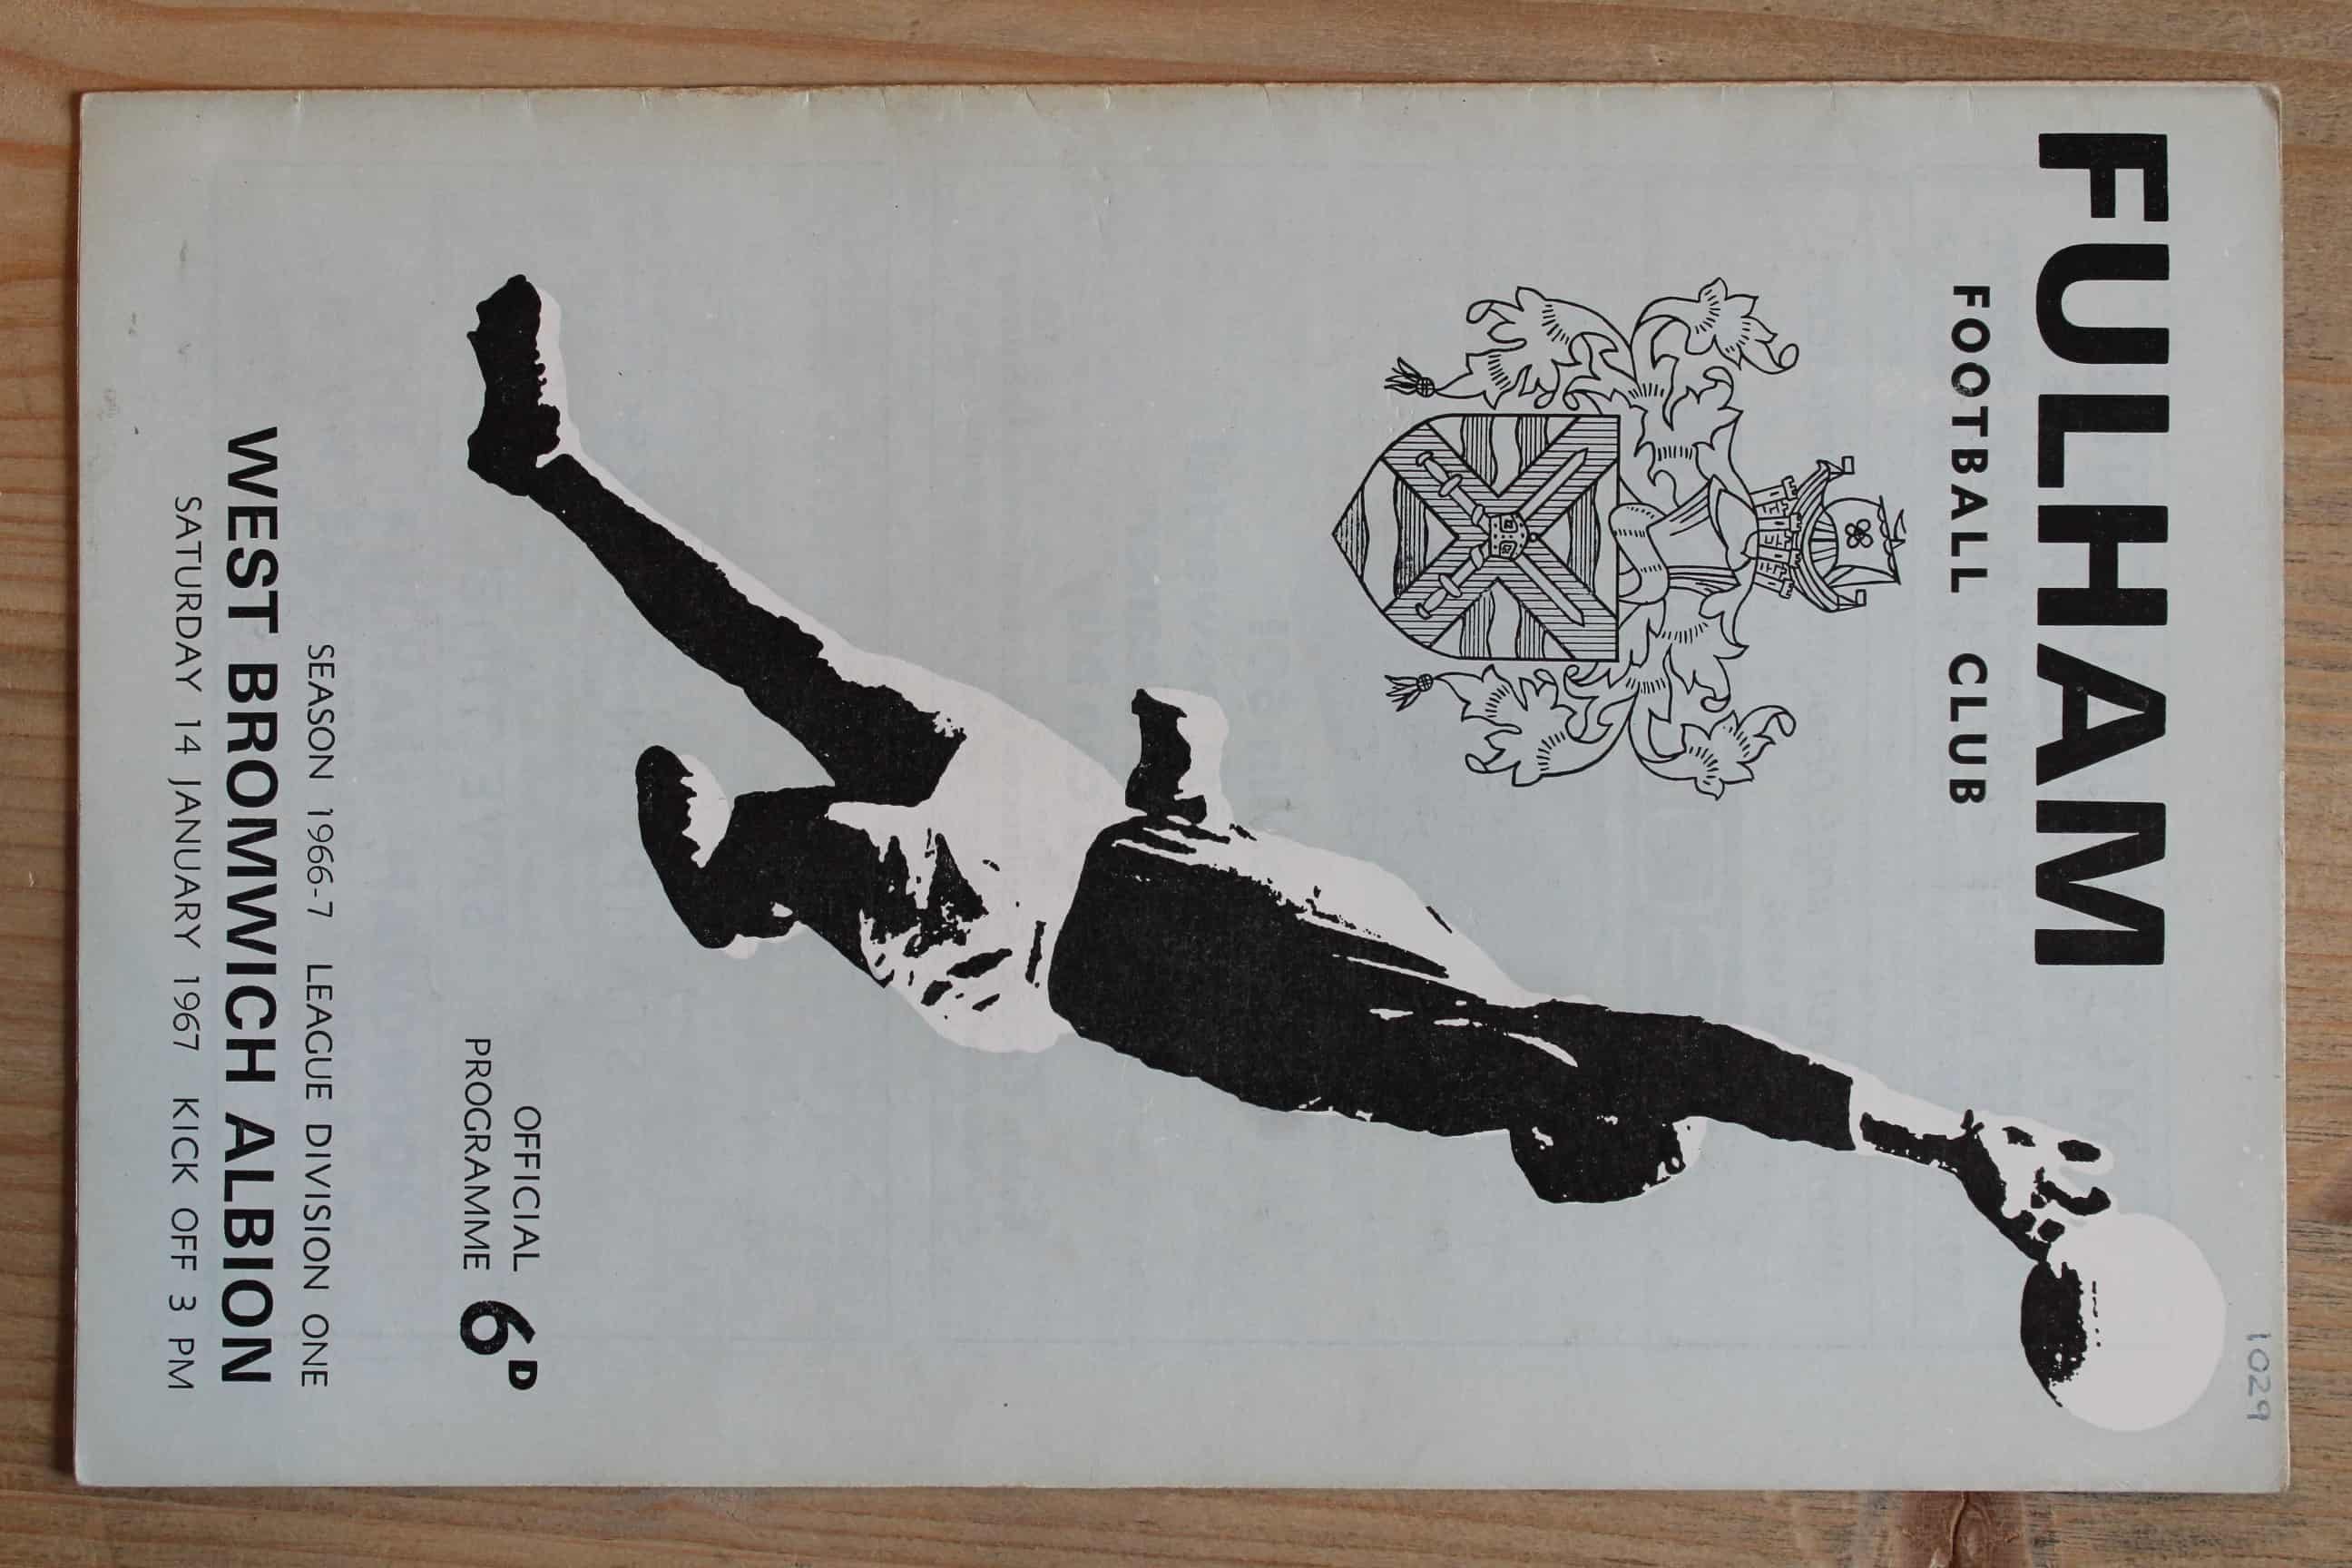 1029
FULHAM
FOOTBALL CLUB
OFFICIAL
PROGRAMME 6D
SEASON 1966-7 LEAGUE DIVISION ONE
WEST BROMWICH ALBION
SATURDAY 14 JANUARY 1967 KICK OFF 3 PM